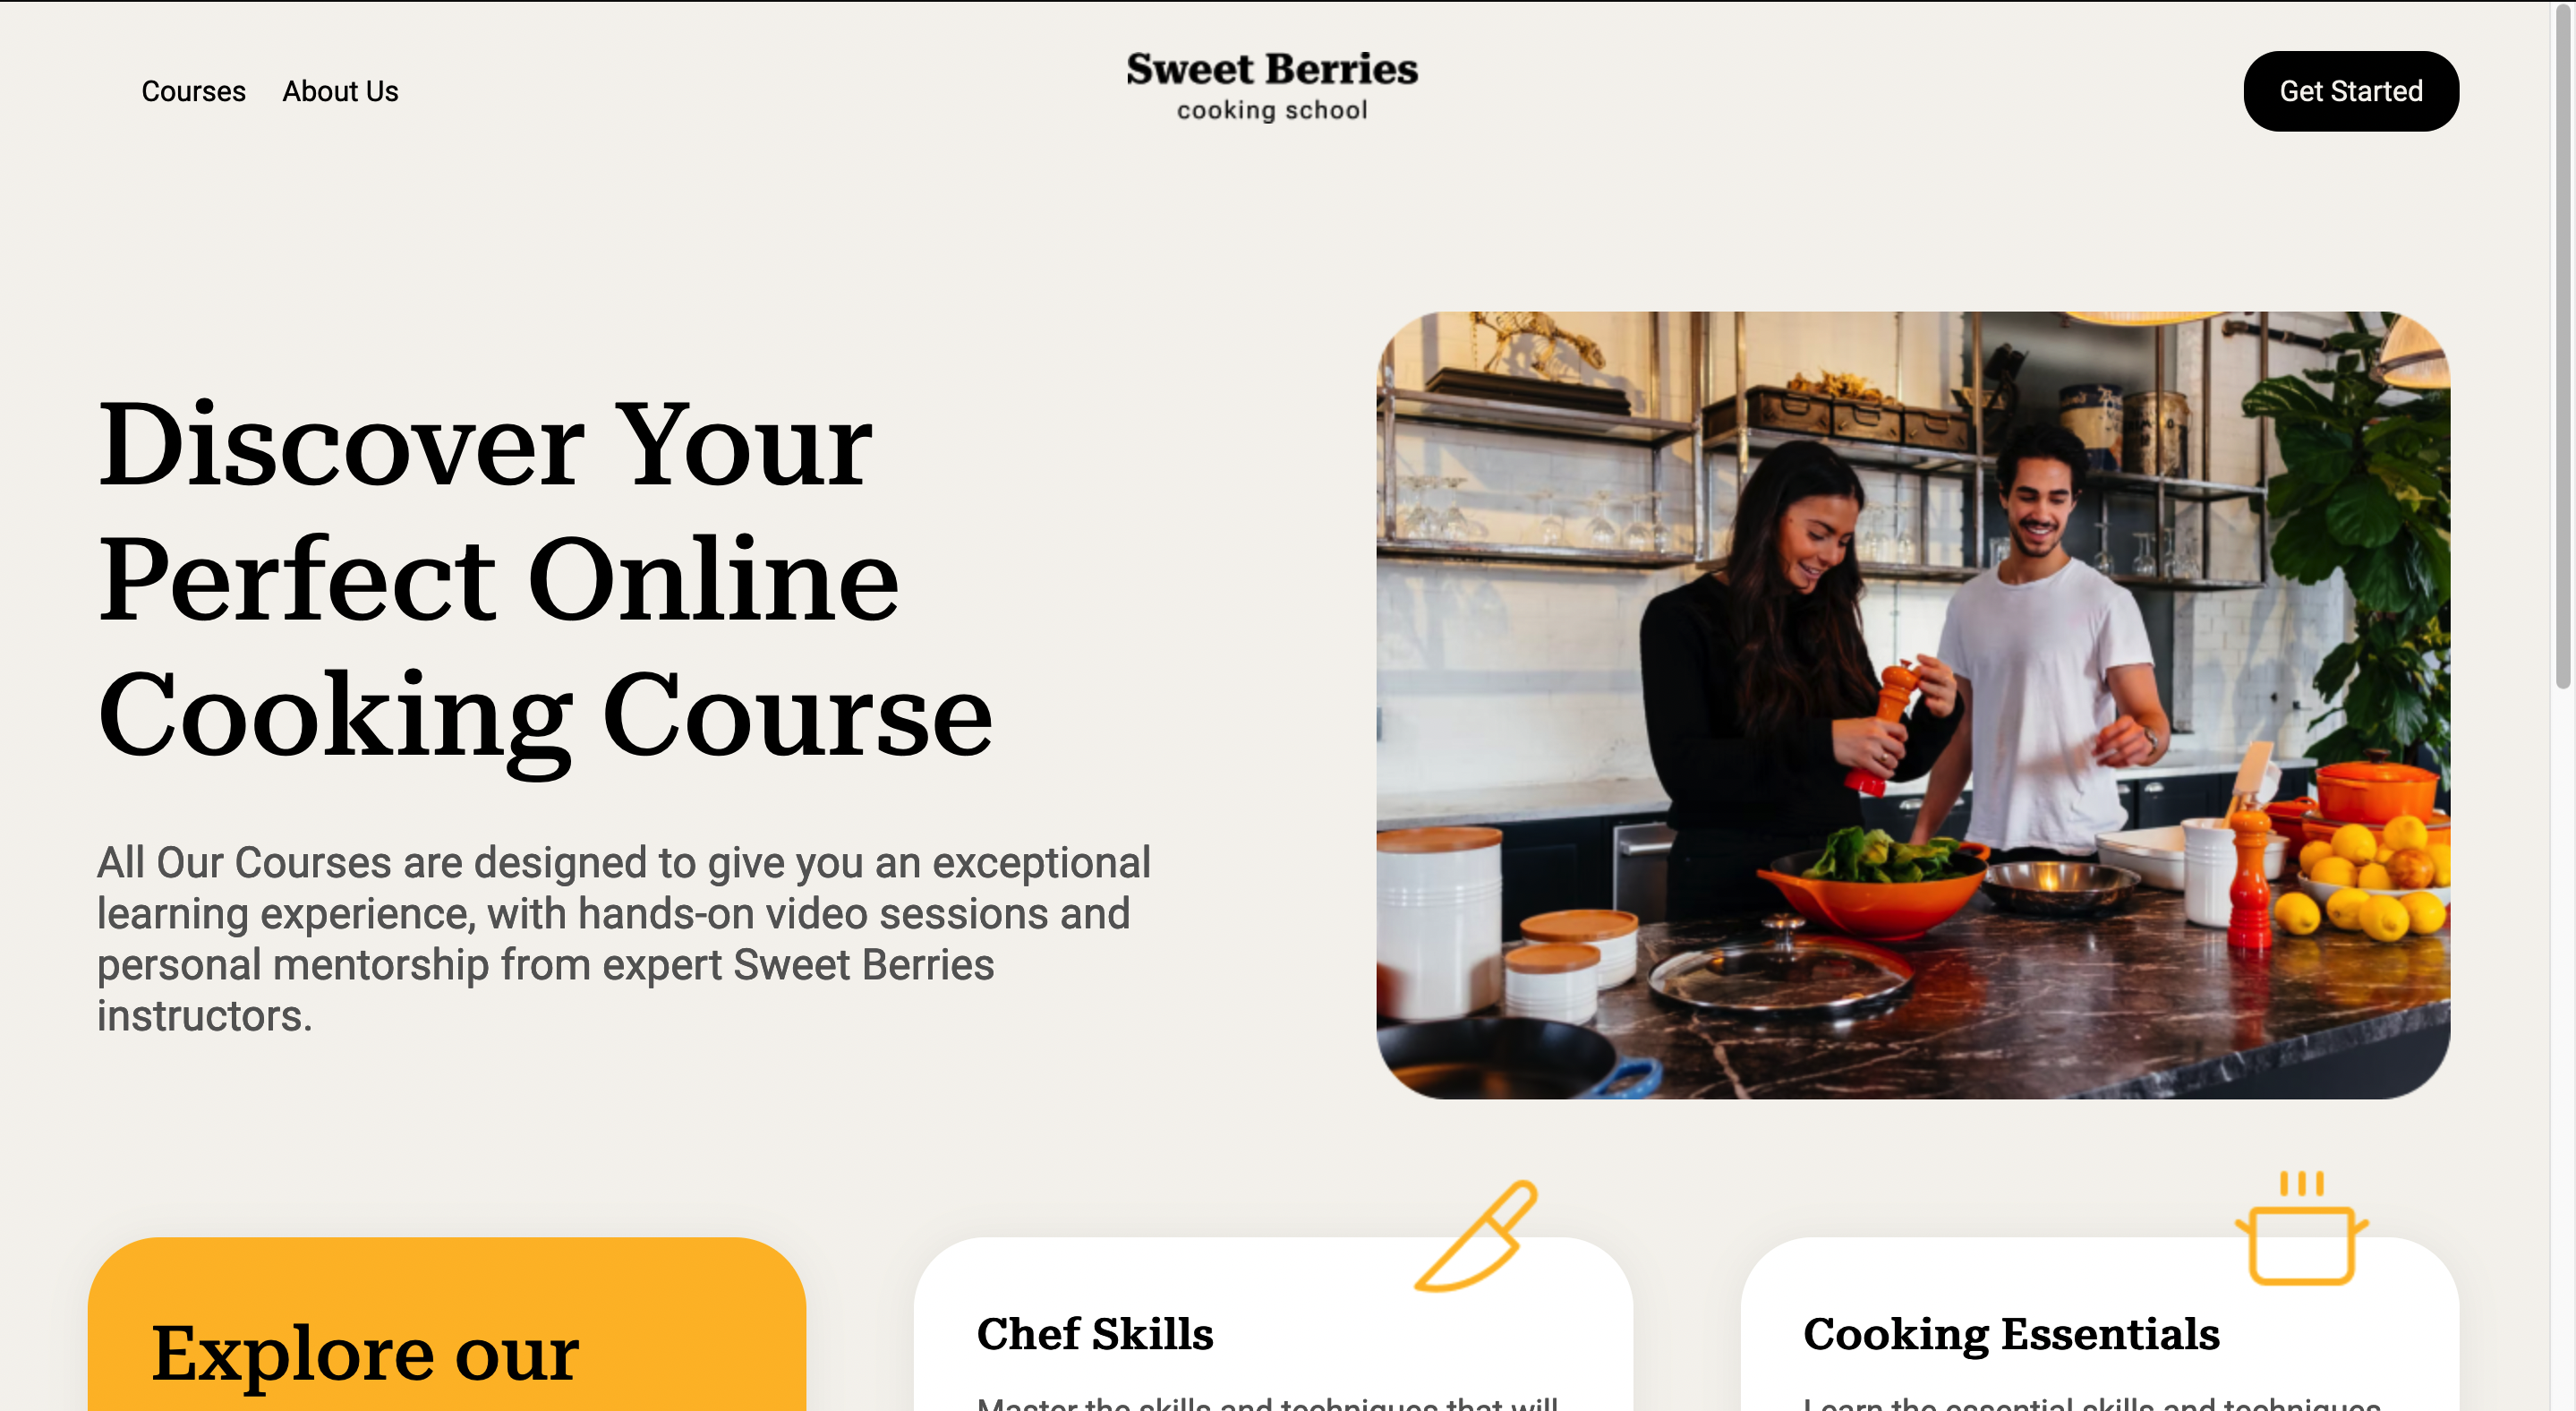 Courses About Us
Sweet Berries
cooking school
Get Started
Discover Your
Perfect Online
Cooking Course
All Our Courses are designed to give you an exceptional
learning experience, with hands-on video sessions and
personal mentorship from expert Sweet Berries
instructors.
Explore our
Chef Skills
Master the skills and techniques that will
Cooking Essentials
Learn the essential skills and techniques